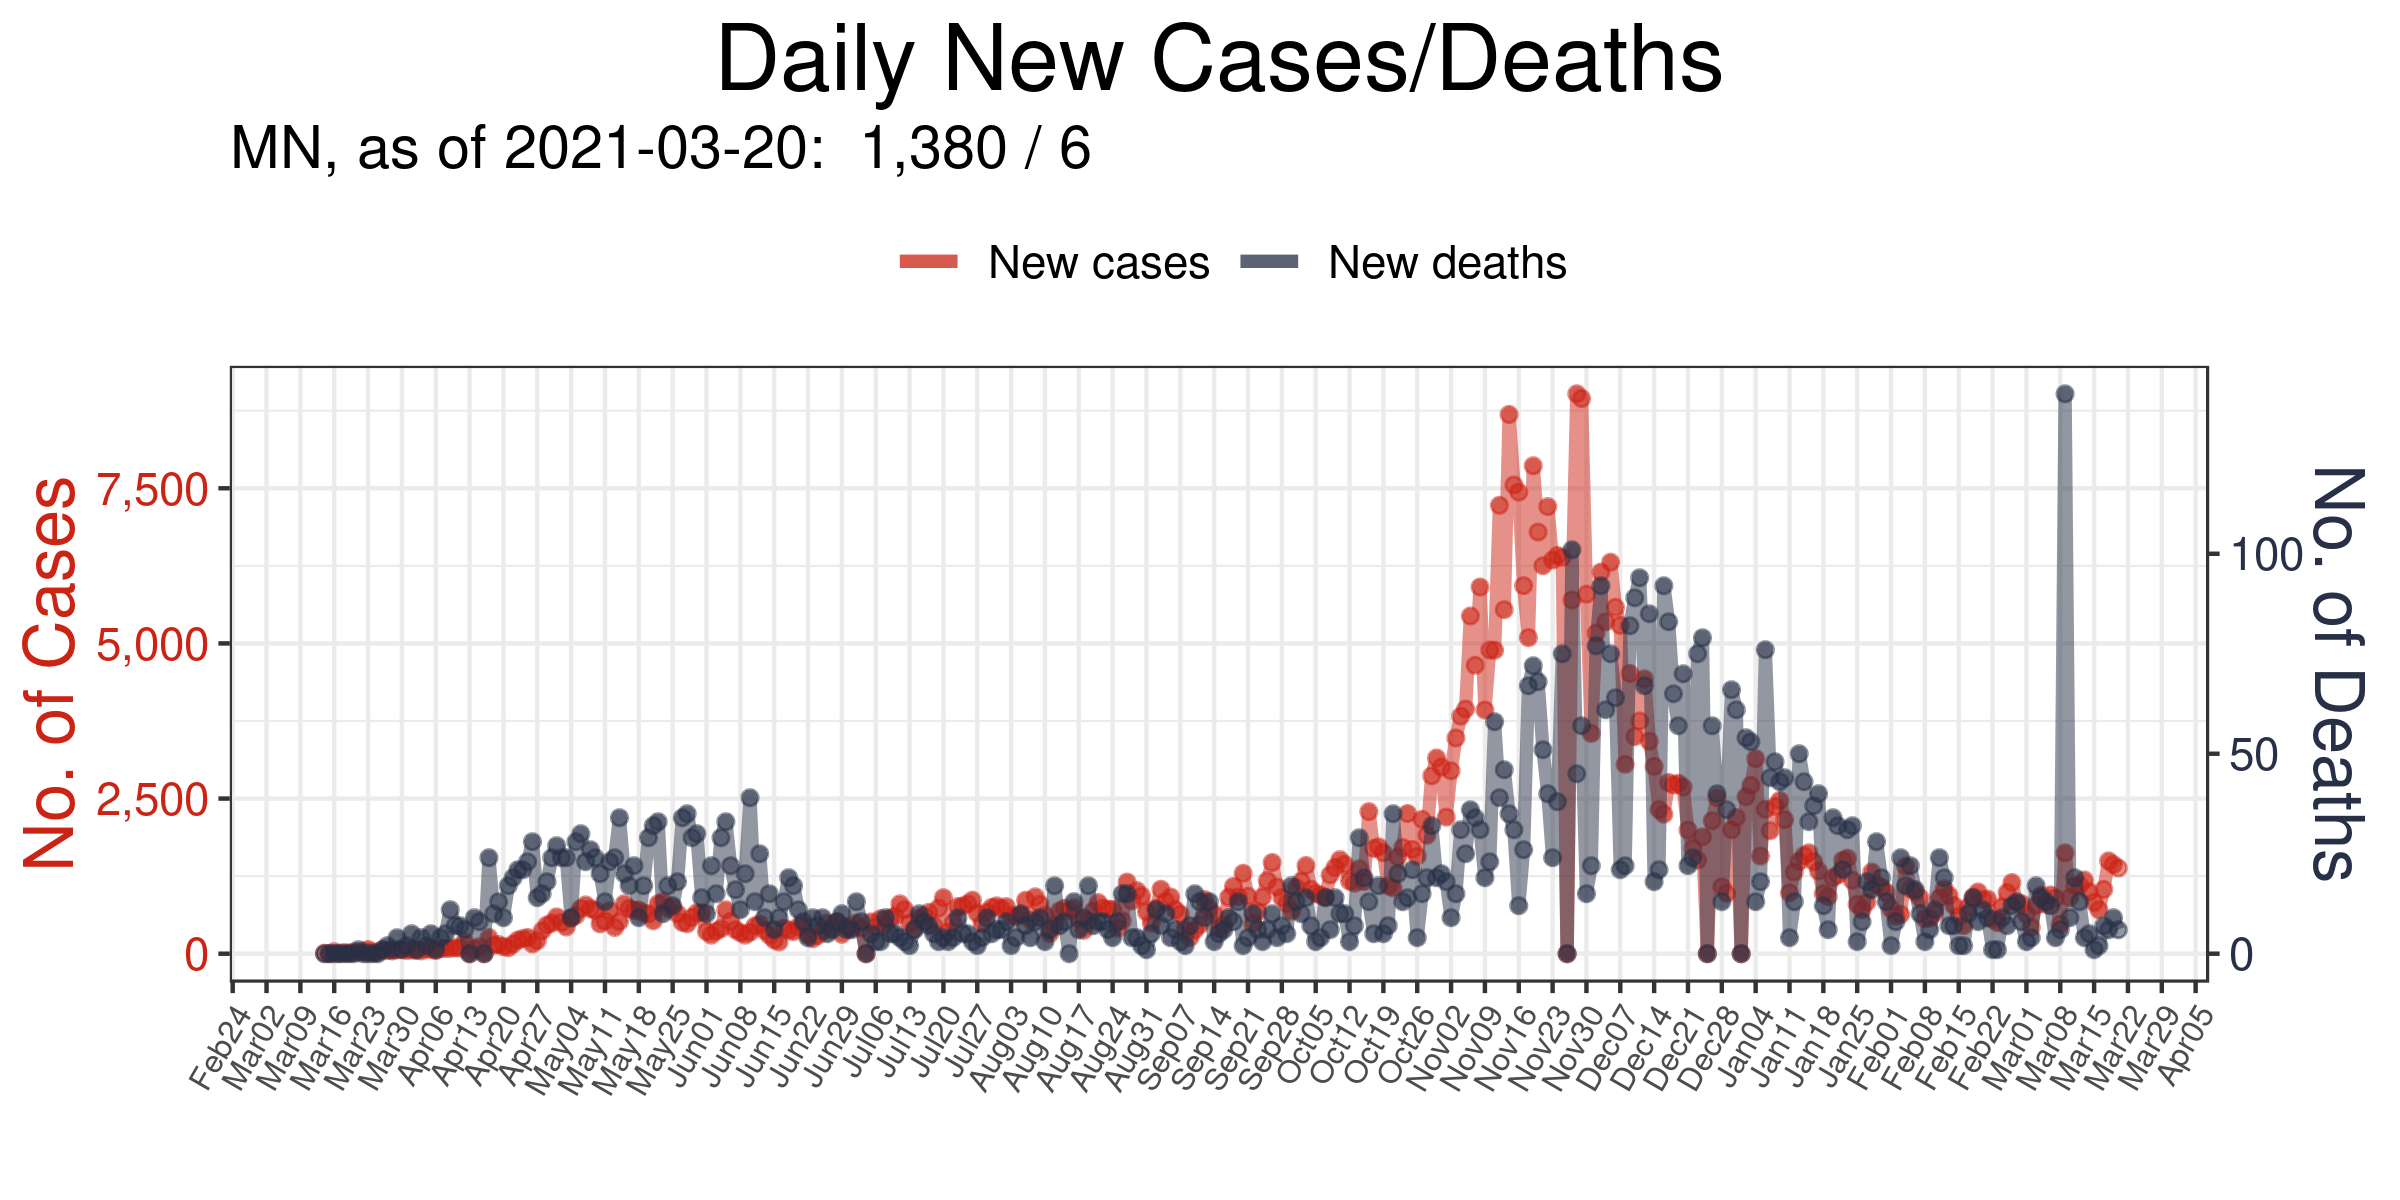 Daily New Cases/Deaths
MN, as of 2021-03-20:  1,380 / 6
New cases
New deaths
No. of Cases
7,500
5,000
2,500
0
No. of Deaths
100
50
0
Feb24
Mar02
Mar09
Mar16
Mar23
Mar30
Apr06
Apr13
Apr20
Apr27
May04
May11
May18
May25
Jun01
Jun08
Jun15
Jun22
Jun29
Jul06
Jul13
Jul20
Jul27
Aug03
Aug10
Aug17
Aug24
Aug31
Sep07
Sep14
Sep21
Sep28
Oct05
Oct12
Oct19
Oct26
Nov02
Nov09
Nov16
Nov23
Nov30
Dec07
Dec14
Dec21
Dec28
Jan04
Jan11
Jan18
Jan25
Feb01
Feb08
Feb15
Feb22
Mar01
Mar08
Mar15
Mar22
Mar29
Apr05